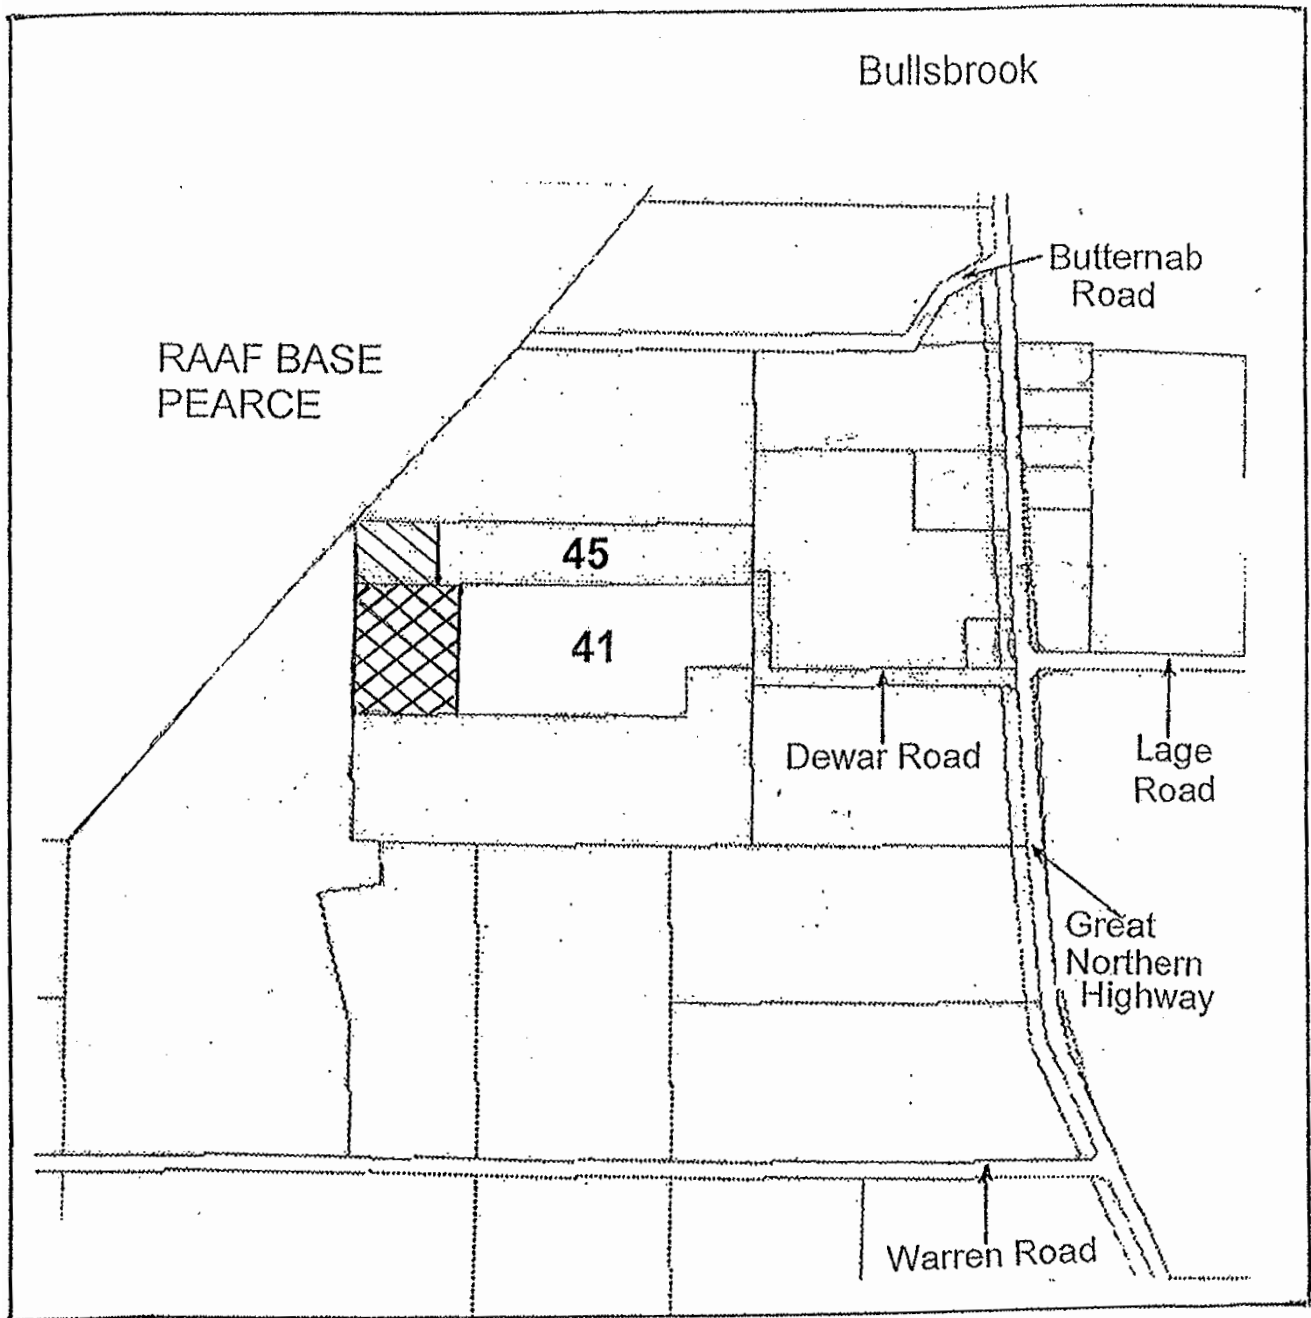 Bullsbrook
Butternab
Road
RAAF BASE
PEARCE
45
41
Dewar Road
Lage
Road
Great
Northern
Highway
Warren Road